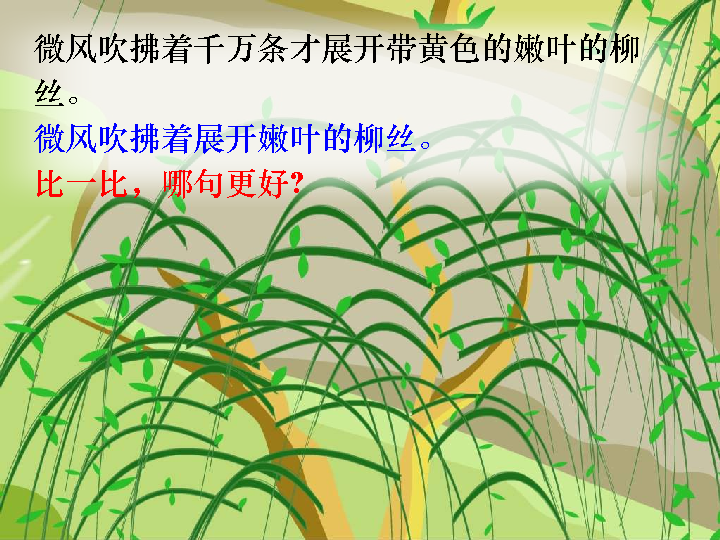 微风吹拂着千万条才展开带黄色的嫩叶的柳
丝。
微风吹拂着展开嫩叶的柳丝。
比一比，哪句更好?